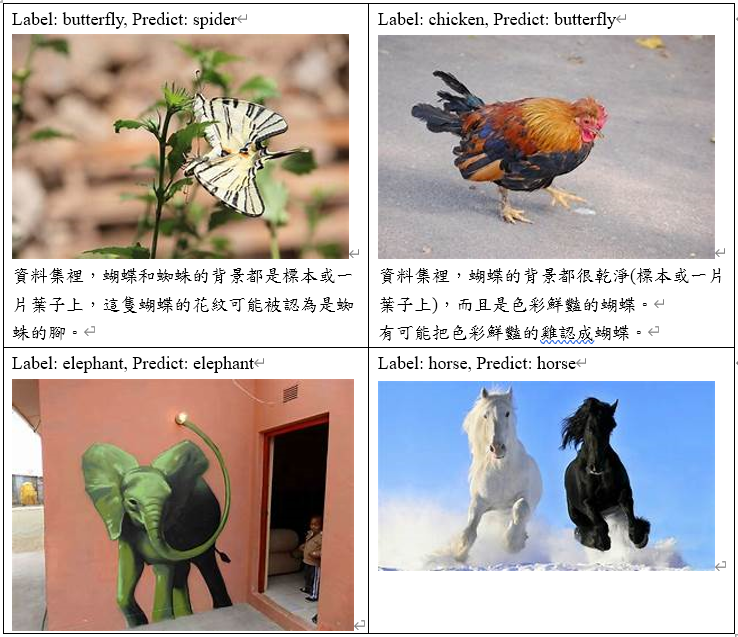 Label: butterfly, Predict: spider
資料集裡，蝴蝶和蜘蛛的背景都是標本或一
片葉子上，這隻蝴蝶的花紋可能被認為是蜘
蛛的腳。
Label: chicken, Predict: butterfly
資料集裡，蝴蝶的背景都很乾淨(標本或一片
葉子上)，而且是色彩鮮豔的蝴蝶。
有可能把色彩鮮豔的雞認成蝴蝶。
Label: elephant, Predict: elephant
Label: horse, Predict: horse